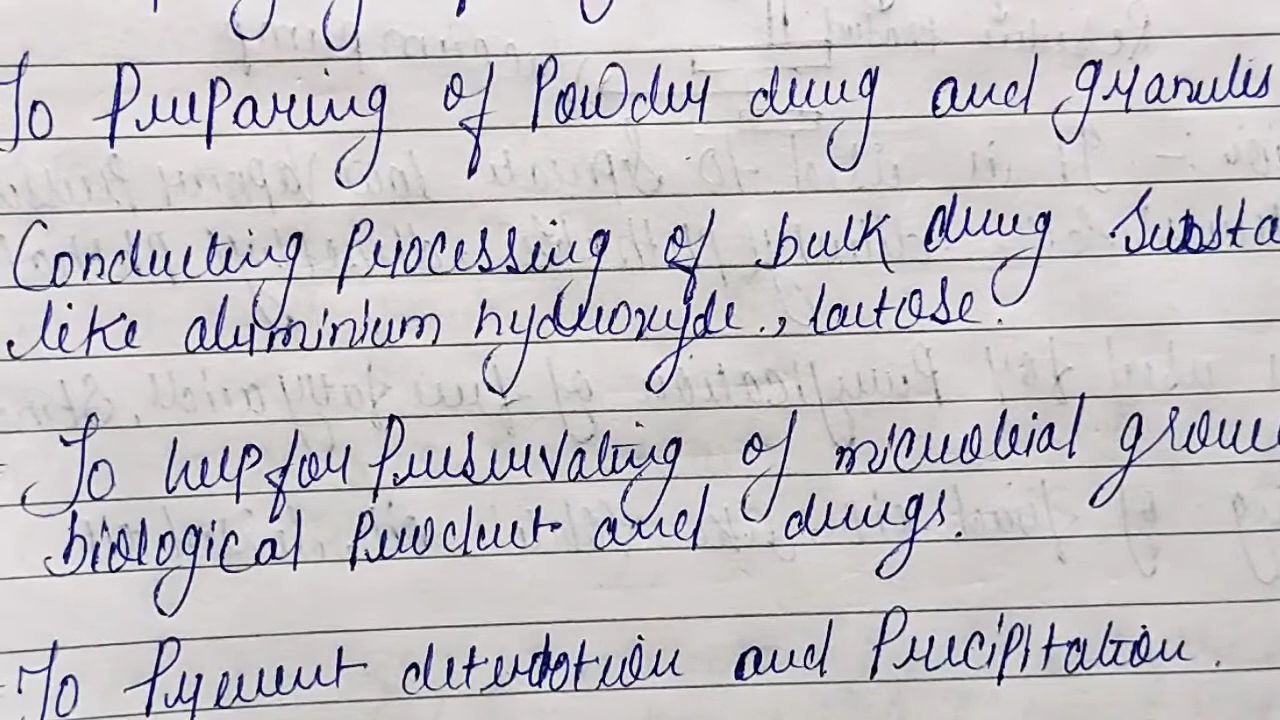 To Preparing of Powder drug and granules
Conducting Processing of bulk drug Substa
like aluminium hydroxide., lactose.
To help for Preservating of microbial grow
biological Product and drugs.
To Prevent and Precipitation.